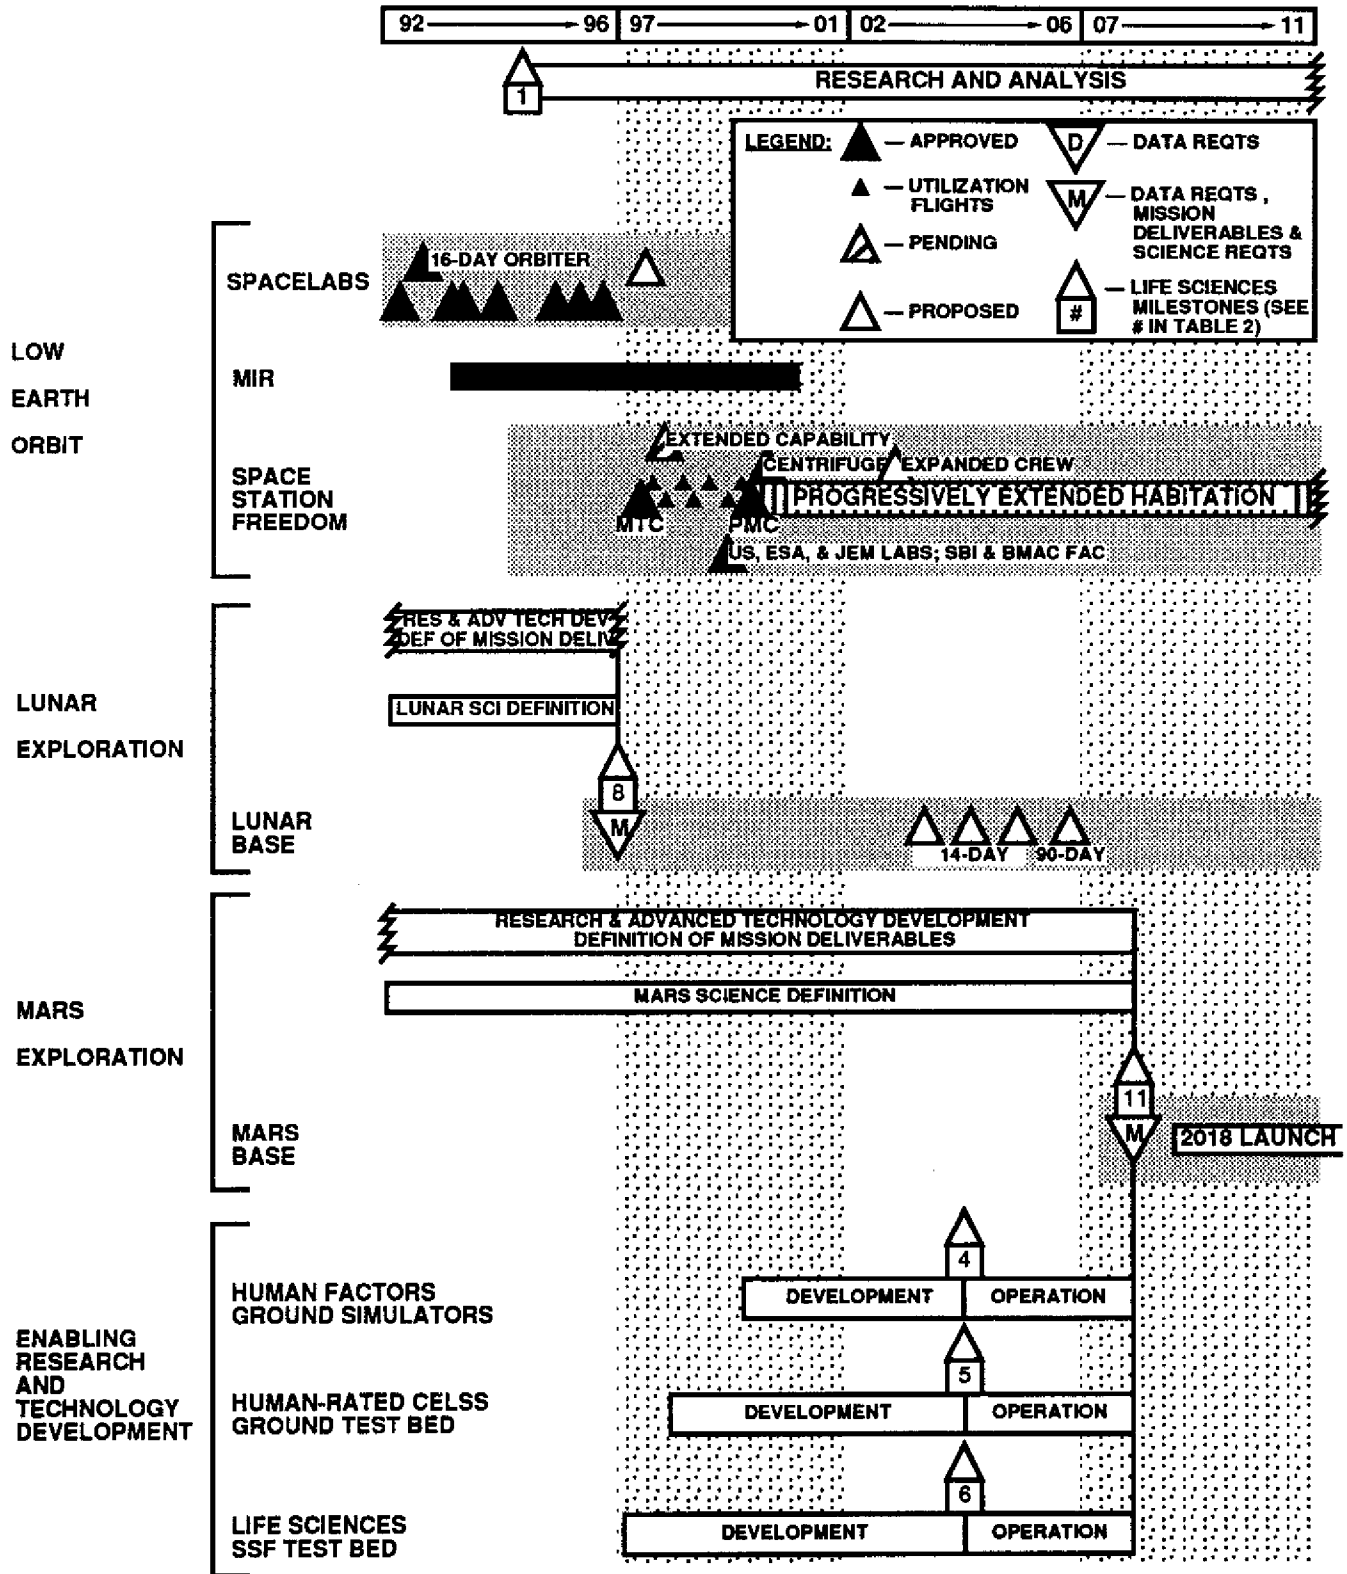 92 96 97 01 02 06 07 11
RESEARCH AND ANALYSIS
1
LEGEND:
— APPROVED
— UTILIZATION
FLIGHTS
— PENDING
— PROPOSED
D — DATA REQTS
M — DATA REQTS ,
MISSION
DELIVERABLES &
SCIENCE REQTS
# — LIFE SCIENCES
MILESTONES (SEE
# IN TABLE 2)
LOW
EARTH
ORBIT
SPACELABS
16-DAY ORBITER
MIR
SPACE
STATION
FREEDOM
EXTENDED CAPABILITY
CENTRIFUGE EXPANDED CREW
PROGRESSIVELY EXTENDED HABITATION
MTC PMC
US, ESA, & JEM LABS; SBI & BMAC FAC
LUNAR
EXPLORATION
RES & ADV TECH DEV
DEF OF MISSION DELIV
LUNAR SCI DEFINITION
8
M
LUNAR
BASE
14-DAY 90-DAY
MARS
EXPLORATION
RESEARCH & ADVANCED TECHNOLOGY DEVELOPMENT
DEFINITION OF MISSION DELIVERABLES
MARS SCIENCE DEFINITION
11
M
MARS
BASE
2018 LAUNCH
ENABLING
RESEARCH
AND
TECHNOLOGY
DEVELOPMENT
4
HUMAN FACTORS
GROUND SIMULATORS
DEVELOPMENT OPERATION
5
HUMAN-RATED CELSS
GROUND TEST BED
DEVELOPMENT OPERATION
6
LIFE SCIENCES
SSF TEST BED
DEVELOPMENT OPERATION